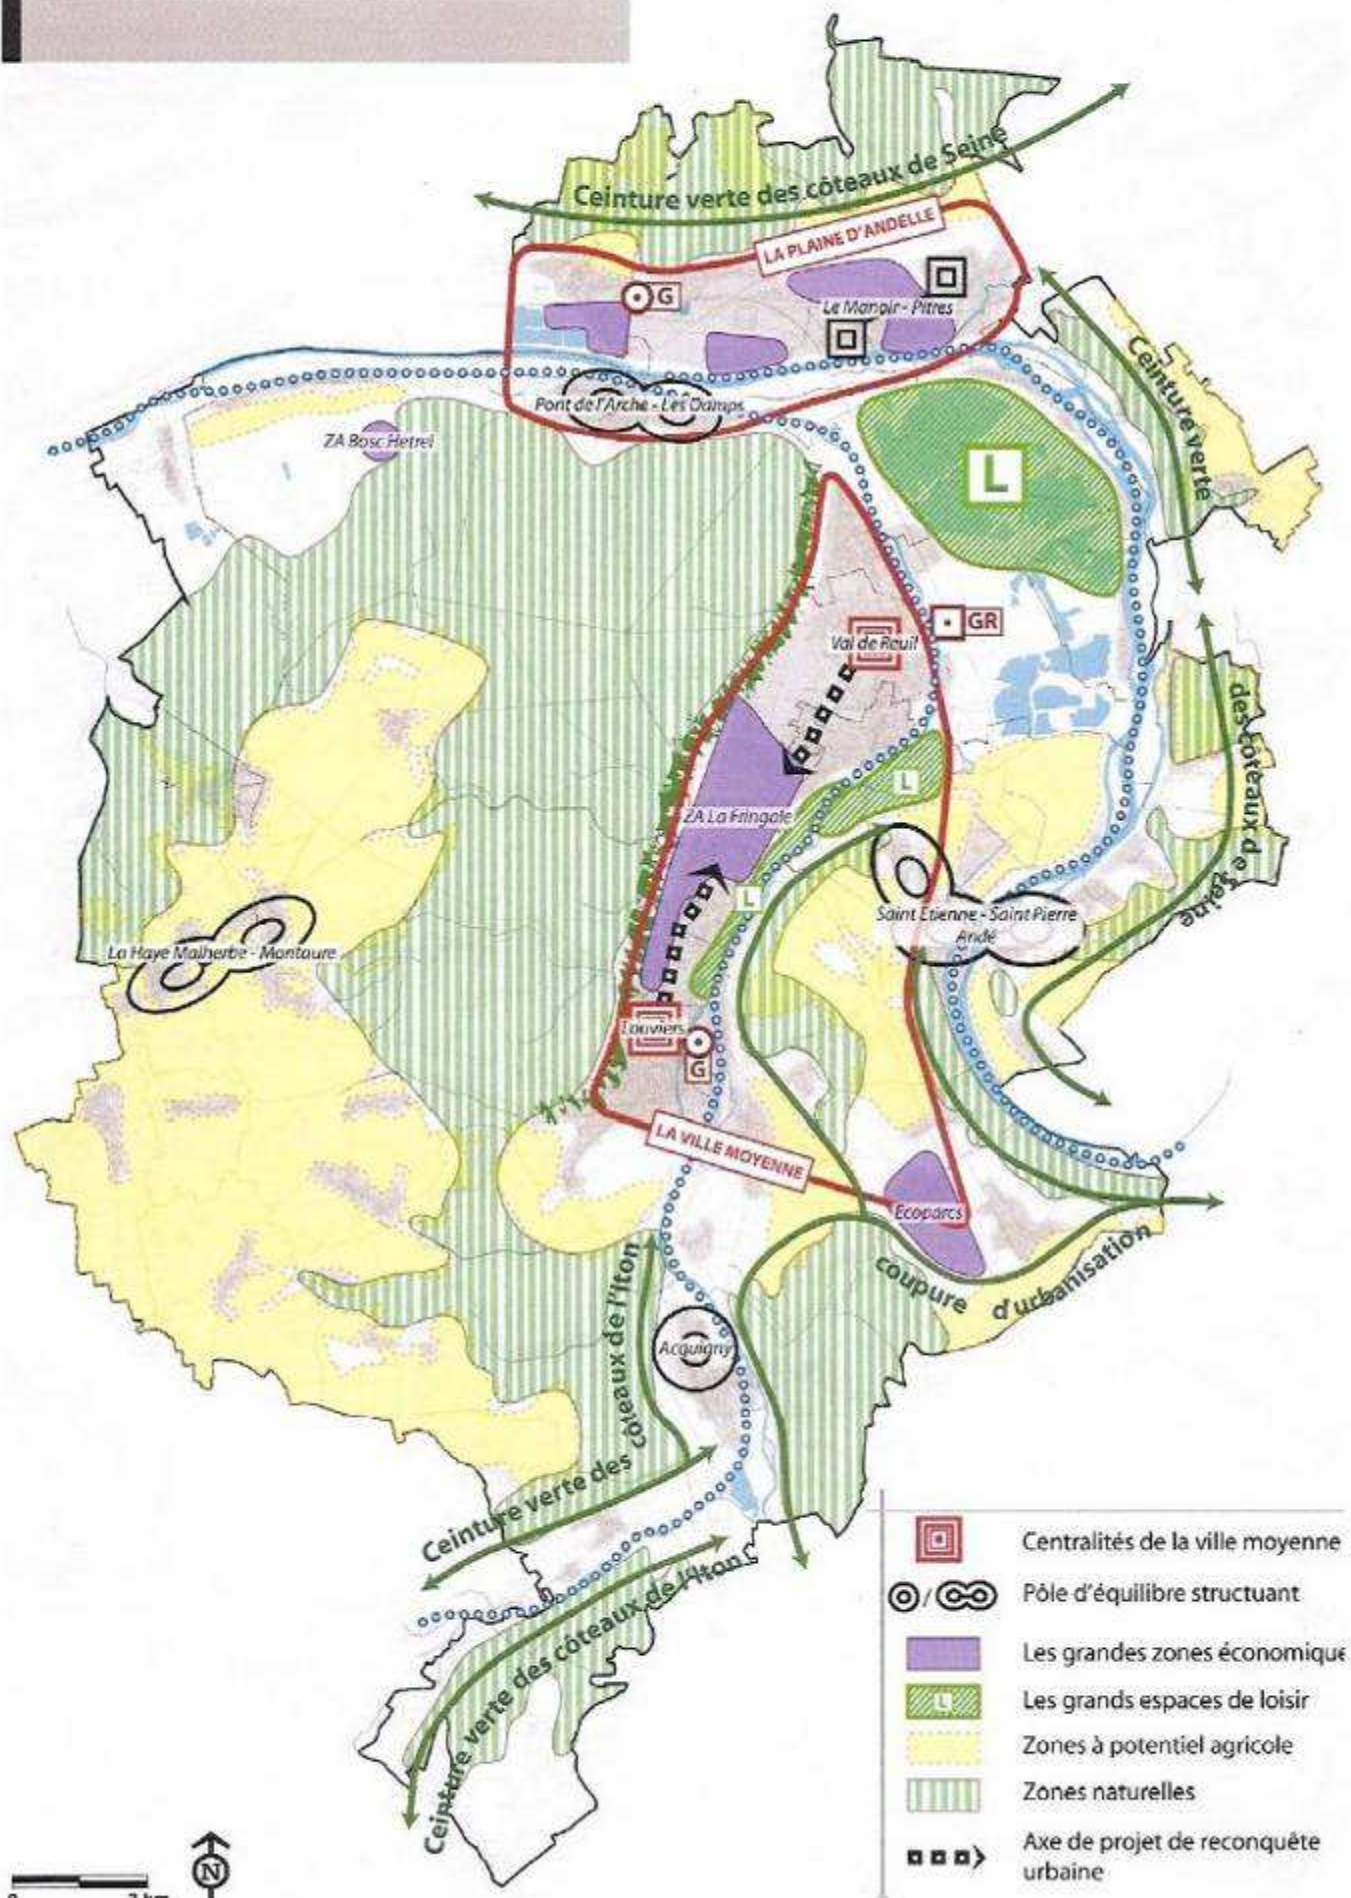 Ceinture verte des côteaux de Seine
LA PLAINE D'ANDELLE
G
Le Manoir - Pitres
Pont de l'Arche - Les Damps
ZA Bosc Hetrel
Ceinture verte
L
GR
Val de Reuil
des côteaux de Seine
L
ZA La Fringale
L
Saint Etienne - Saint Pierre
Andé
La Haye Malherbe - Montaure
Louviers
G
LA VILLE MOYENNE
Ecoparcs
coupure d'urbanisation
Acquigny
Ceinture verte des côteaux de l'Iton
Ceinture verte des côteaux de l'Iton
Centralités de la ville moyenne
Pôle d'équilibre structuant
Les grandes zones économique
L
Les grands espaces de loisir
Zones à potentiel agricole
Zones naturelles
Axe de projet de reconquête
urbaine
N